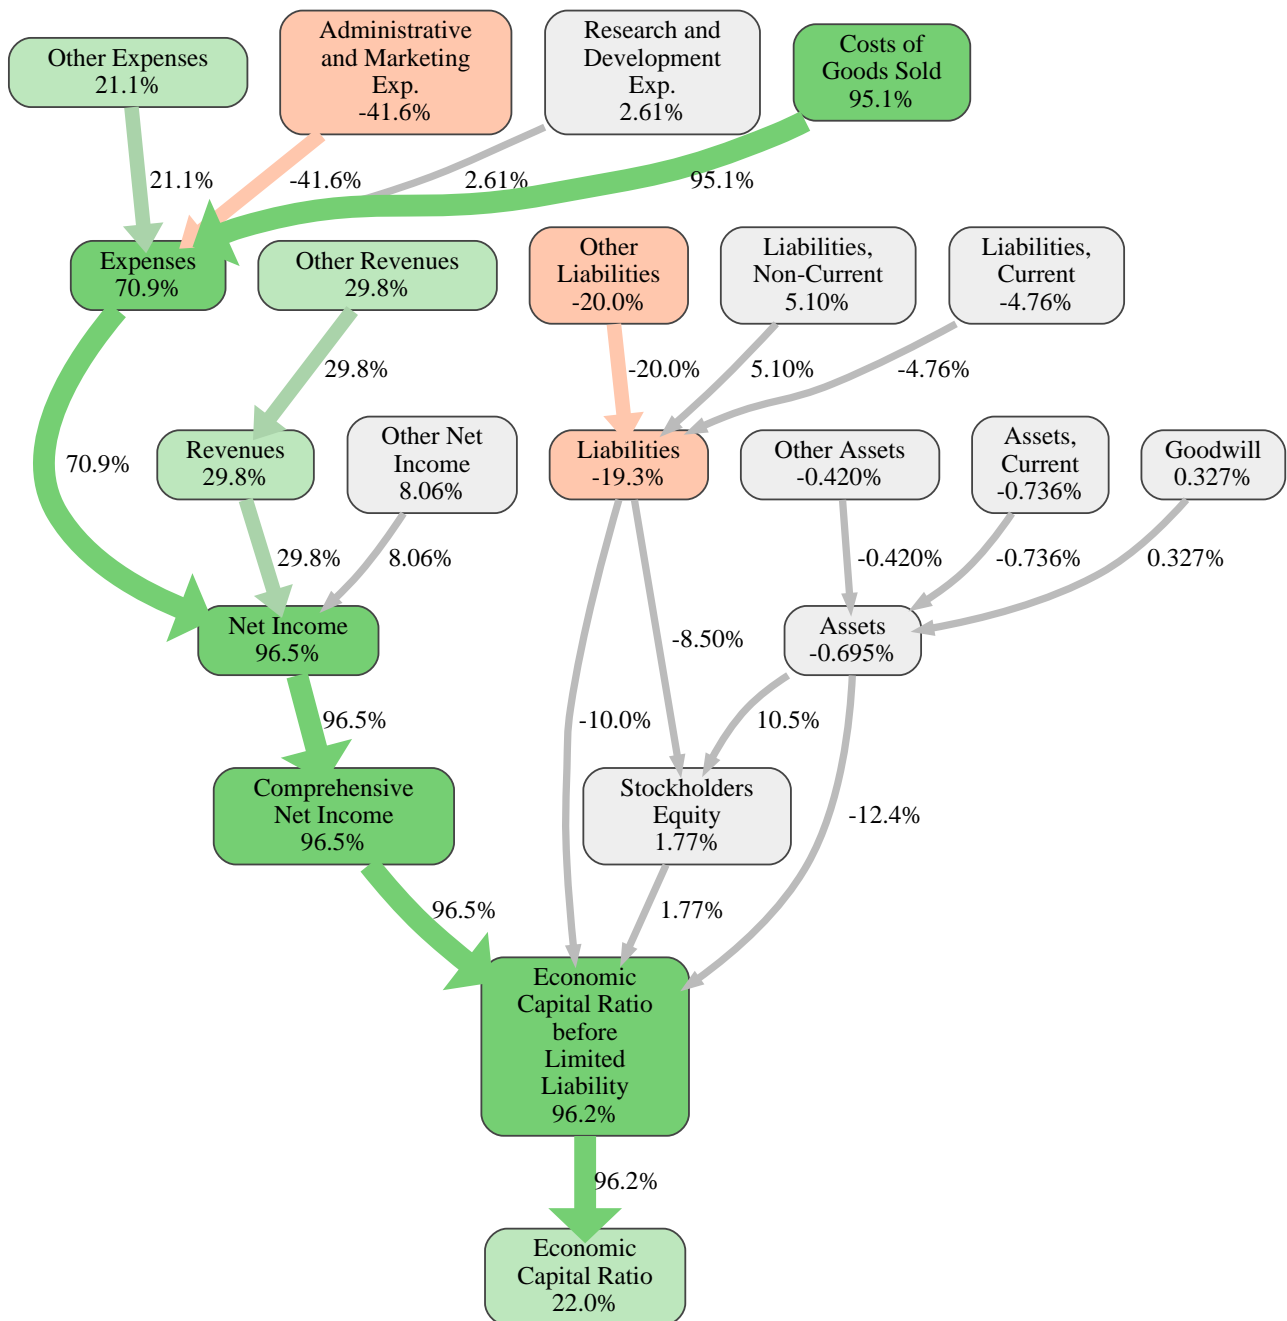 Other Expenses
21.1%
Administrative
and Marketing
Exp.
-41.6%
Research and
Development
Exp.
2.61%
Costs of
Goods Sold
95.1%
21.1%
-41.6%
2.61%
95.1%
Expenses
70.9%
Other Revenues
29.8%
Other
Liabilities
-20.0%
Liabilities,
Non-Current
5.10%
Liabilities,
Current
-4.76%
29.8%
-20.0%
5.10%
-4.76%
70.9%
Revenues
29.8%
Other Net
Income
8.06%
Liabilities
-19.3%
Other Assets
-0.420%
Assets,
Current
-0.736%
Goodwill
0.327%
29.8%
8.06%
-0.420%
-0.736%
0.327%
Net Income
96.5%
-8.50%
Assets
-0.695%
96.5%
-10.0%
10.5%
Comprehensive
Net Income
96.5%
Stockholders
Equity
1.77%
-12.4%
96.5%
1.77%
Economic
Capital Ratio
before
Limited
Liability
96.2%
96.2%
Economic
Capital Ratio
22.0%